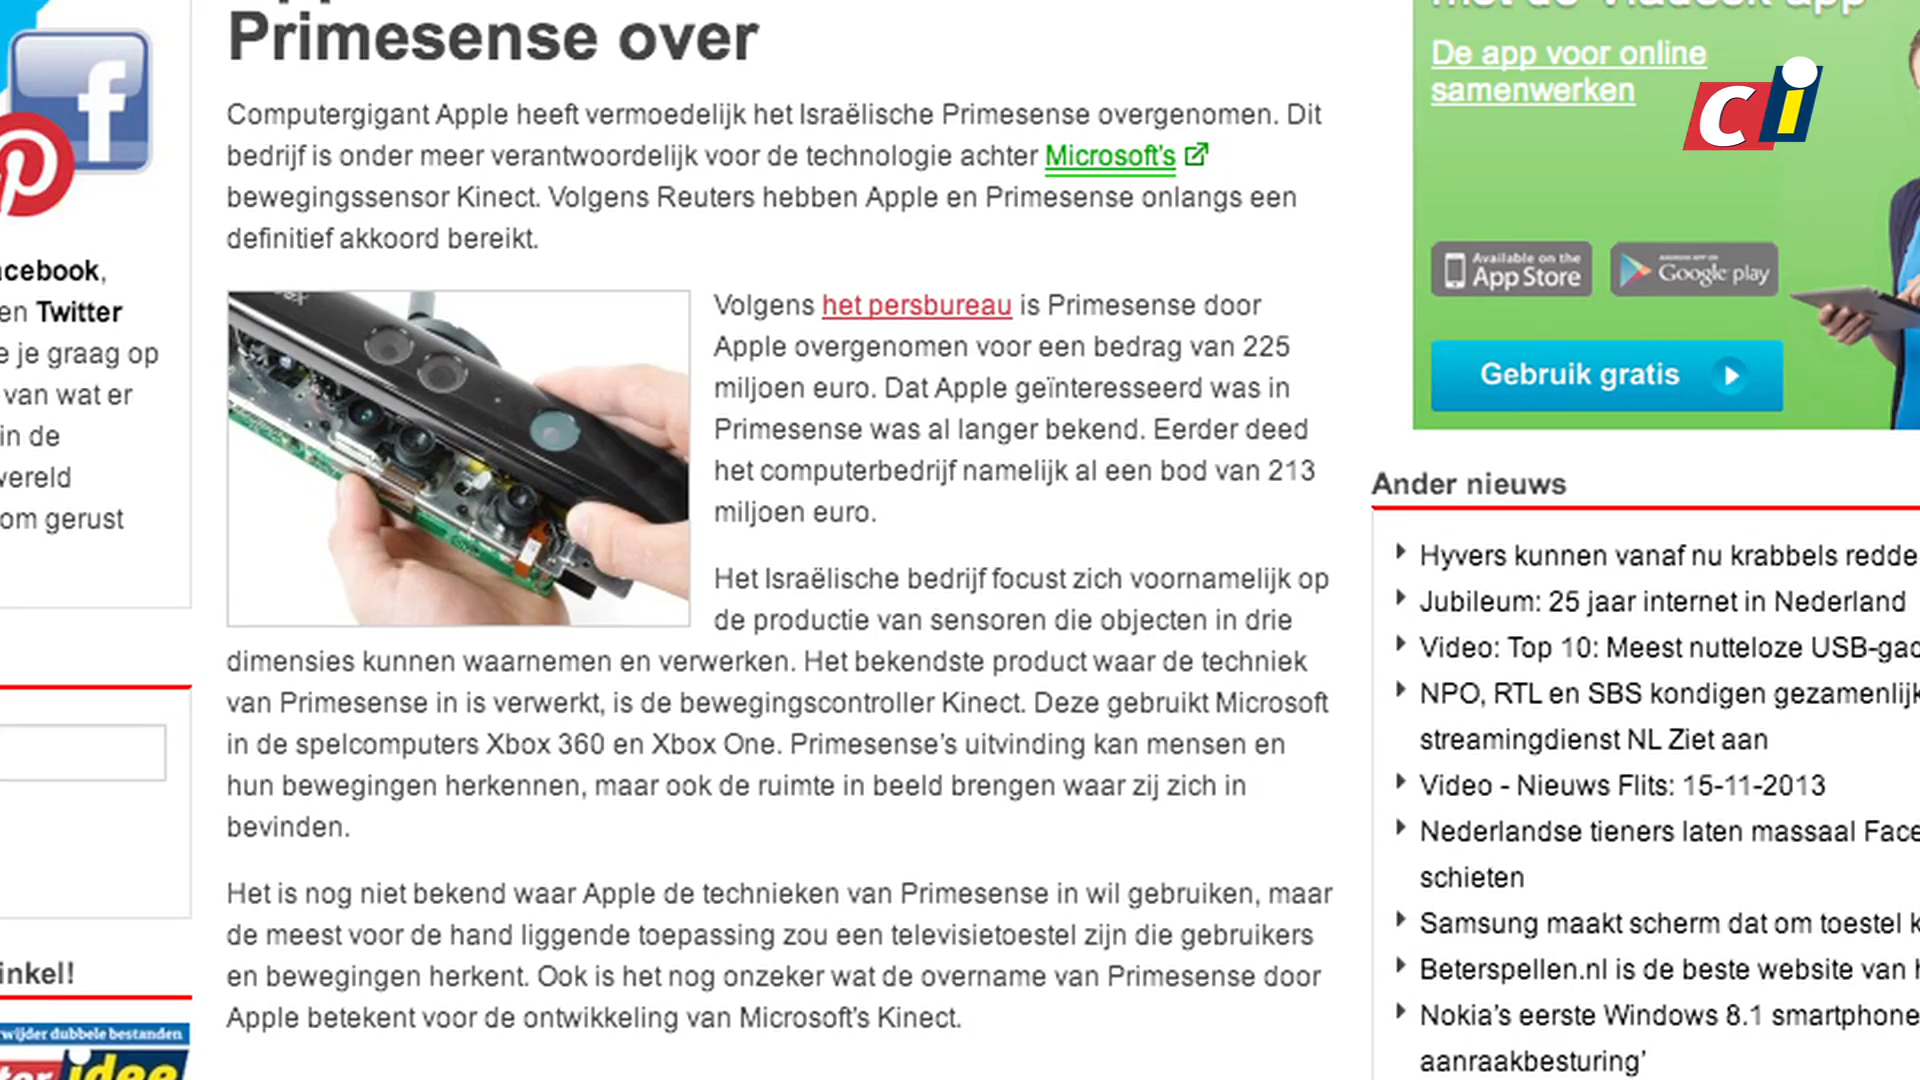 Primesense over
Computergigant Apple heeft vermoedelijk het Israëlische Primesense overgenomen. Dit
bedrijf is onder meer verantwoordelijk voor de technologie achter Microsoft's
bewegingssensor Kinect. Volgens Reuters hebben Apple en Primesense onlangs een
definitief akkoord bereikt.
Volgens het persbureau is Primesense door
Apple overgenomen voor een bedrag van 225
miljoen euro. Dat Apple geïnteresseerd was in
Primesense was al langer bekend. Eerder deed
het computerbedrijf namelijk al een bod van 213
miljoen euro.
Het Israëlische bedrijf focust zich voornamelijk op
de productie van sensoren die objecten in drie
dimensies kunnen waarnemen en verwerken. Het bekendste product waar de techniek
van Primesense in is verwerkt, is de bewegingscontroller Kinect. Deze gebruikt Microsoft
in de spelcomputers Xbox 360 en Xbox One. Primesense's uitvinding kan mensen en
hun bewegingen herkennen, maar ook de ruimte in beeld brengen waar zij zich in
bevinden.
Het is nog niet bekend waar Apple de technieken van Primesense in wil gebruiken, maar
de meest voor de hand liggende toepassing zou een televisietoestel zijn die gebruikers
en bewegingen herkent. Ook is het nog onzeker wat de overname van Primesense door
Apple betekent voor de ontwikkeling van Microsoft's Kinect.
acebook,
en Twitter
e je graag op
van wat er
in de
wereld
om gerust
inkel!
wijder dubbele bestanden
idee
met de Viadesk app
De app voor online
samenwerken
ci
Available on the
App Store
Google play
Gebruik gratis
Ander nieuws
Hyvers kunnen vanaf nu krabbels redde
Jubileum: 25 jaar internet in Nederland
Video: Top 10: Meest nutteloze USB-gad
NPO, RTL en SBS kondigen gezamenlijk
streamingdienst NL Ziet aan
Video - Nieuws Flits: 15-11-2013
Nederlandse tieners laten massaal Face
schieten
Samsung maakt scherm dat om toestel k
Beterspellen.nl is de beste website van h
Nokia's eerste Windows 8.1 smartphone
aanraakbesturing'